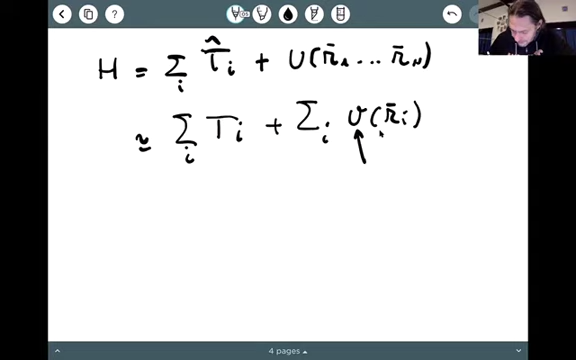 H = Σ_i T̂_i + U(r̄_1 ... r̄_N)
≃ Σ_i T_i + Σ_i v(r̄_i)
4 pages